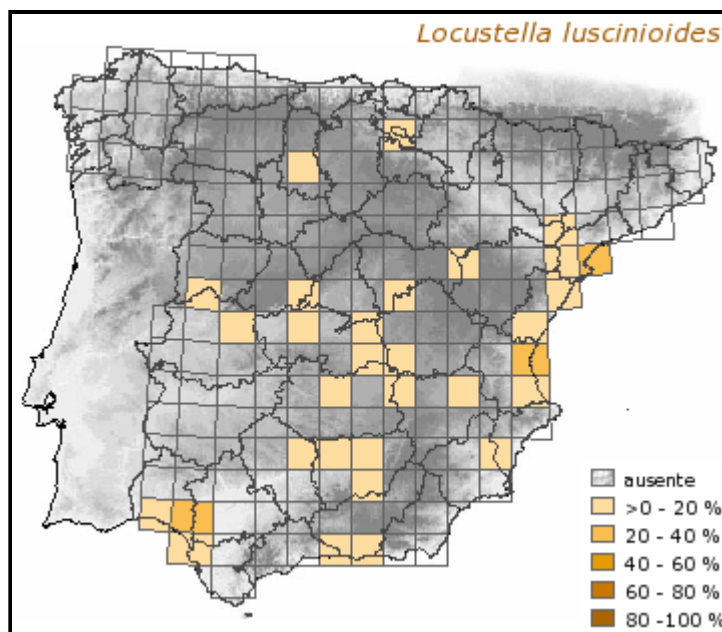 Locustella luscinioides
ausente
>0 - 20 %
20 - 40 %
40 - 60 %
60 - 80 %
80 -100 %